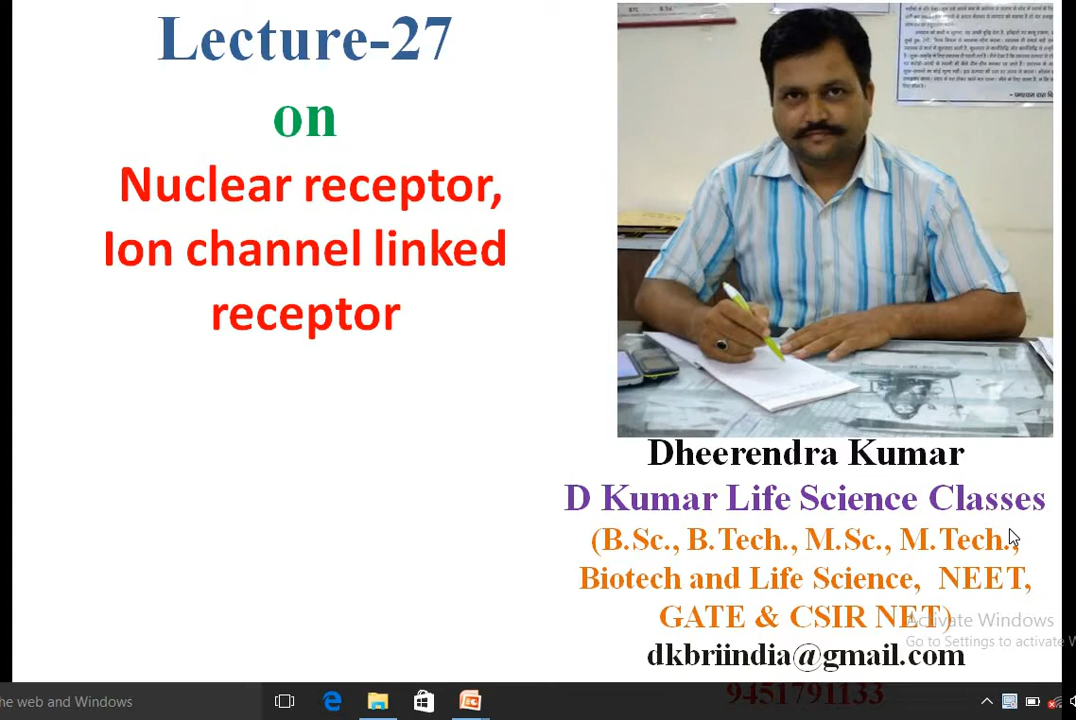 Lecture-27
on
Nuclear receptor,
Ion channel linked
receptor
Dheerendra Kumar
D Kumar Life Science Classes
(B.Sc., B.Tech., M.Sc., M.Tech.,
Biotech and Life Science, NEET,
GATE & CSIR NET)
Activate Windows
Go to Settings to activate W
dkbriindia@gmail.com
9451791133
he web and Windows